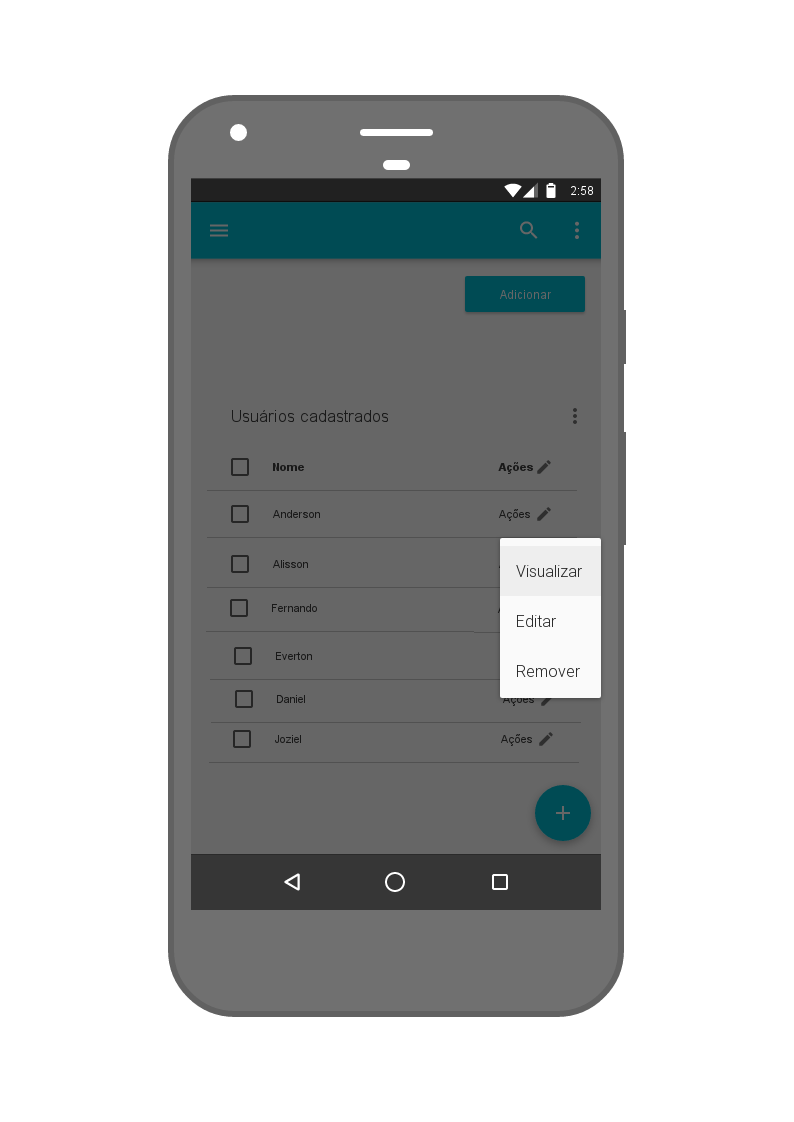 2:58
Adicionar
Usuários cadastrados
Nome Ações
Anderson Ações
Alisson
Visualizar
Fernando
Editar
Everton
Remover
Daniel Ações
Joziel Ações